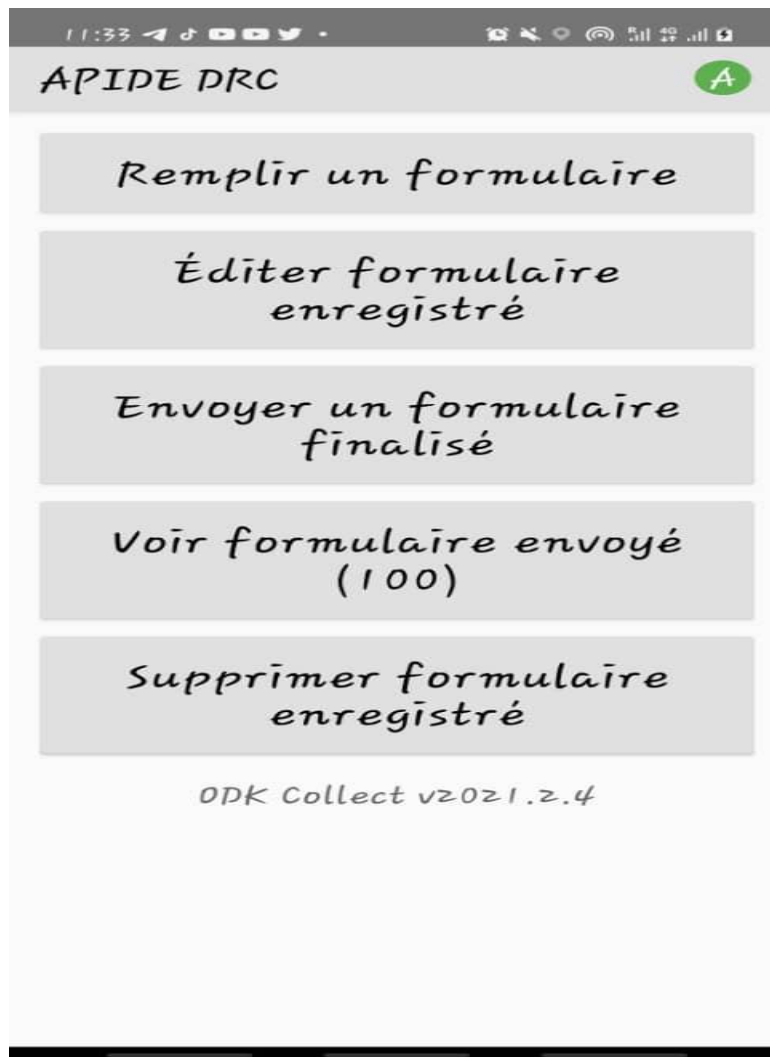 11:33
APIDE DRC
A
Remplir un formulaire
Éditer formulaire
enregistré
Envoyer un formulaire
finalisé
Voir formulaire envoyé
(100)
Supprimer formulaire
enregistré
ODK Collect v2021.2.4